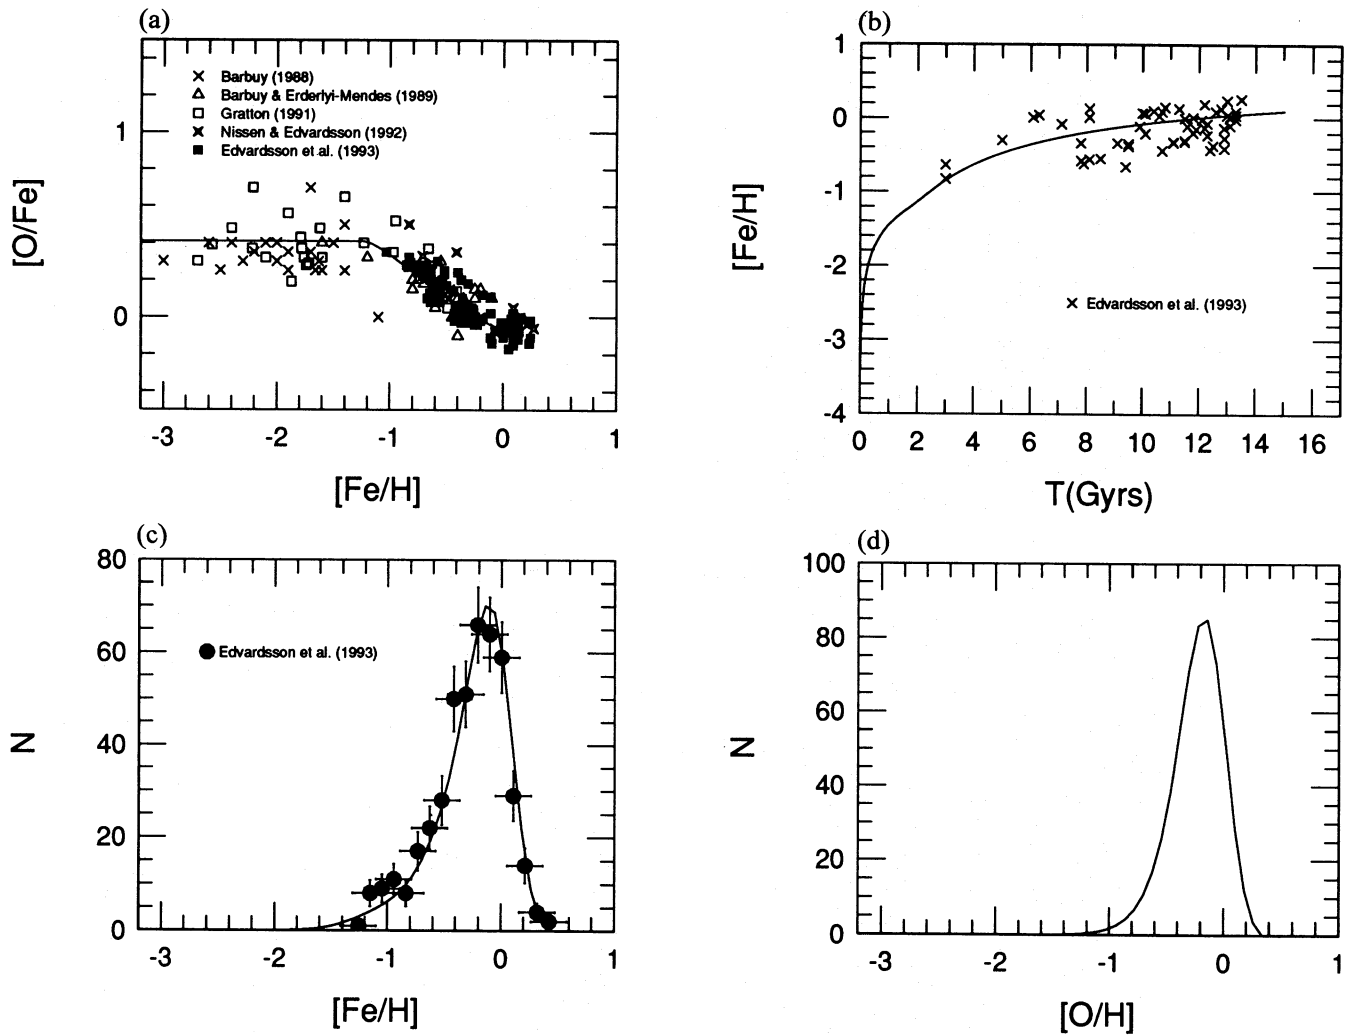 (a)
1
0
[O/Fe]
× Barbuy (1988)
△ Barbuy & Erderlyi-Mendes (1989)
□ Gratton (1991)
Nissen & Edvardsson (1992)
■ Edvardsson et.al. (1993)
-3 -2 -1 0 1
[Fe/H]
(b)
1
0
-1
-2
-3
-4
[Fe/H]
× Edvardsson et al. (1993)
0 2 4 6 8 10 12 14 16
T(Gyrs)
(c)
80
60
40
20
0
N
● Edvardsson et al. (1993)
-3 -2 -1 0 1
[Fe/H]
(d)
100
80
60
40
20
0
N
-3 -2 -1 0 1
[O/H]